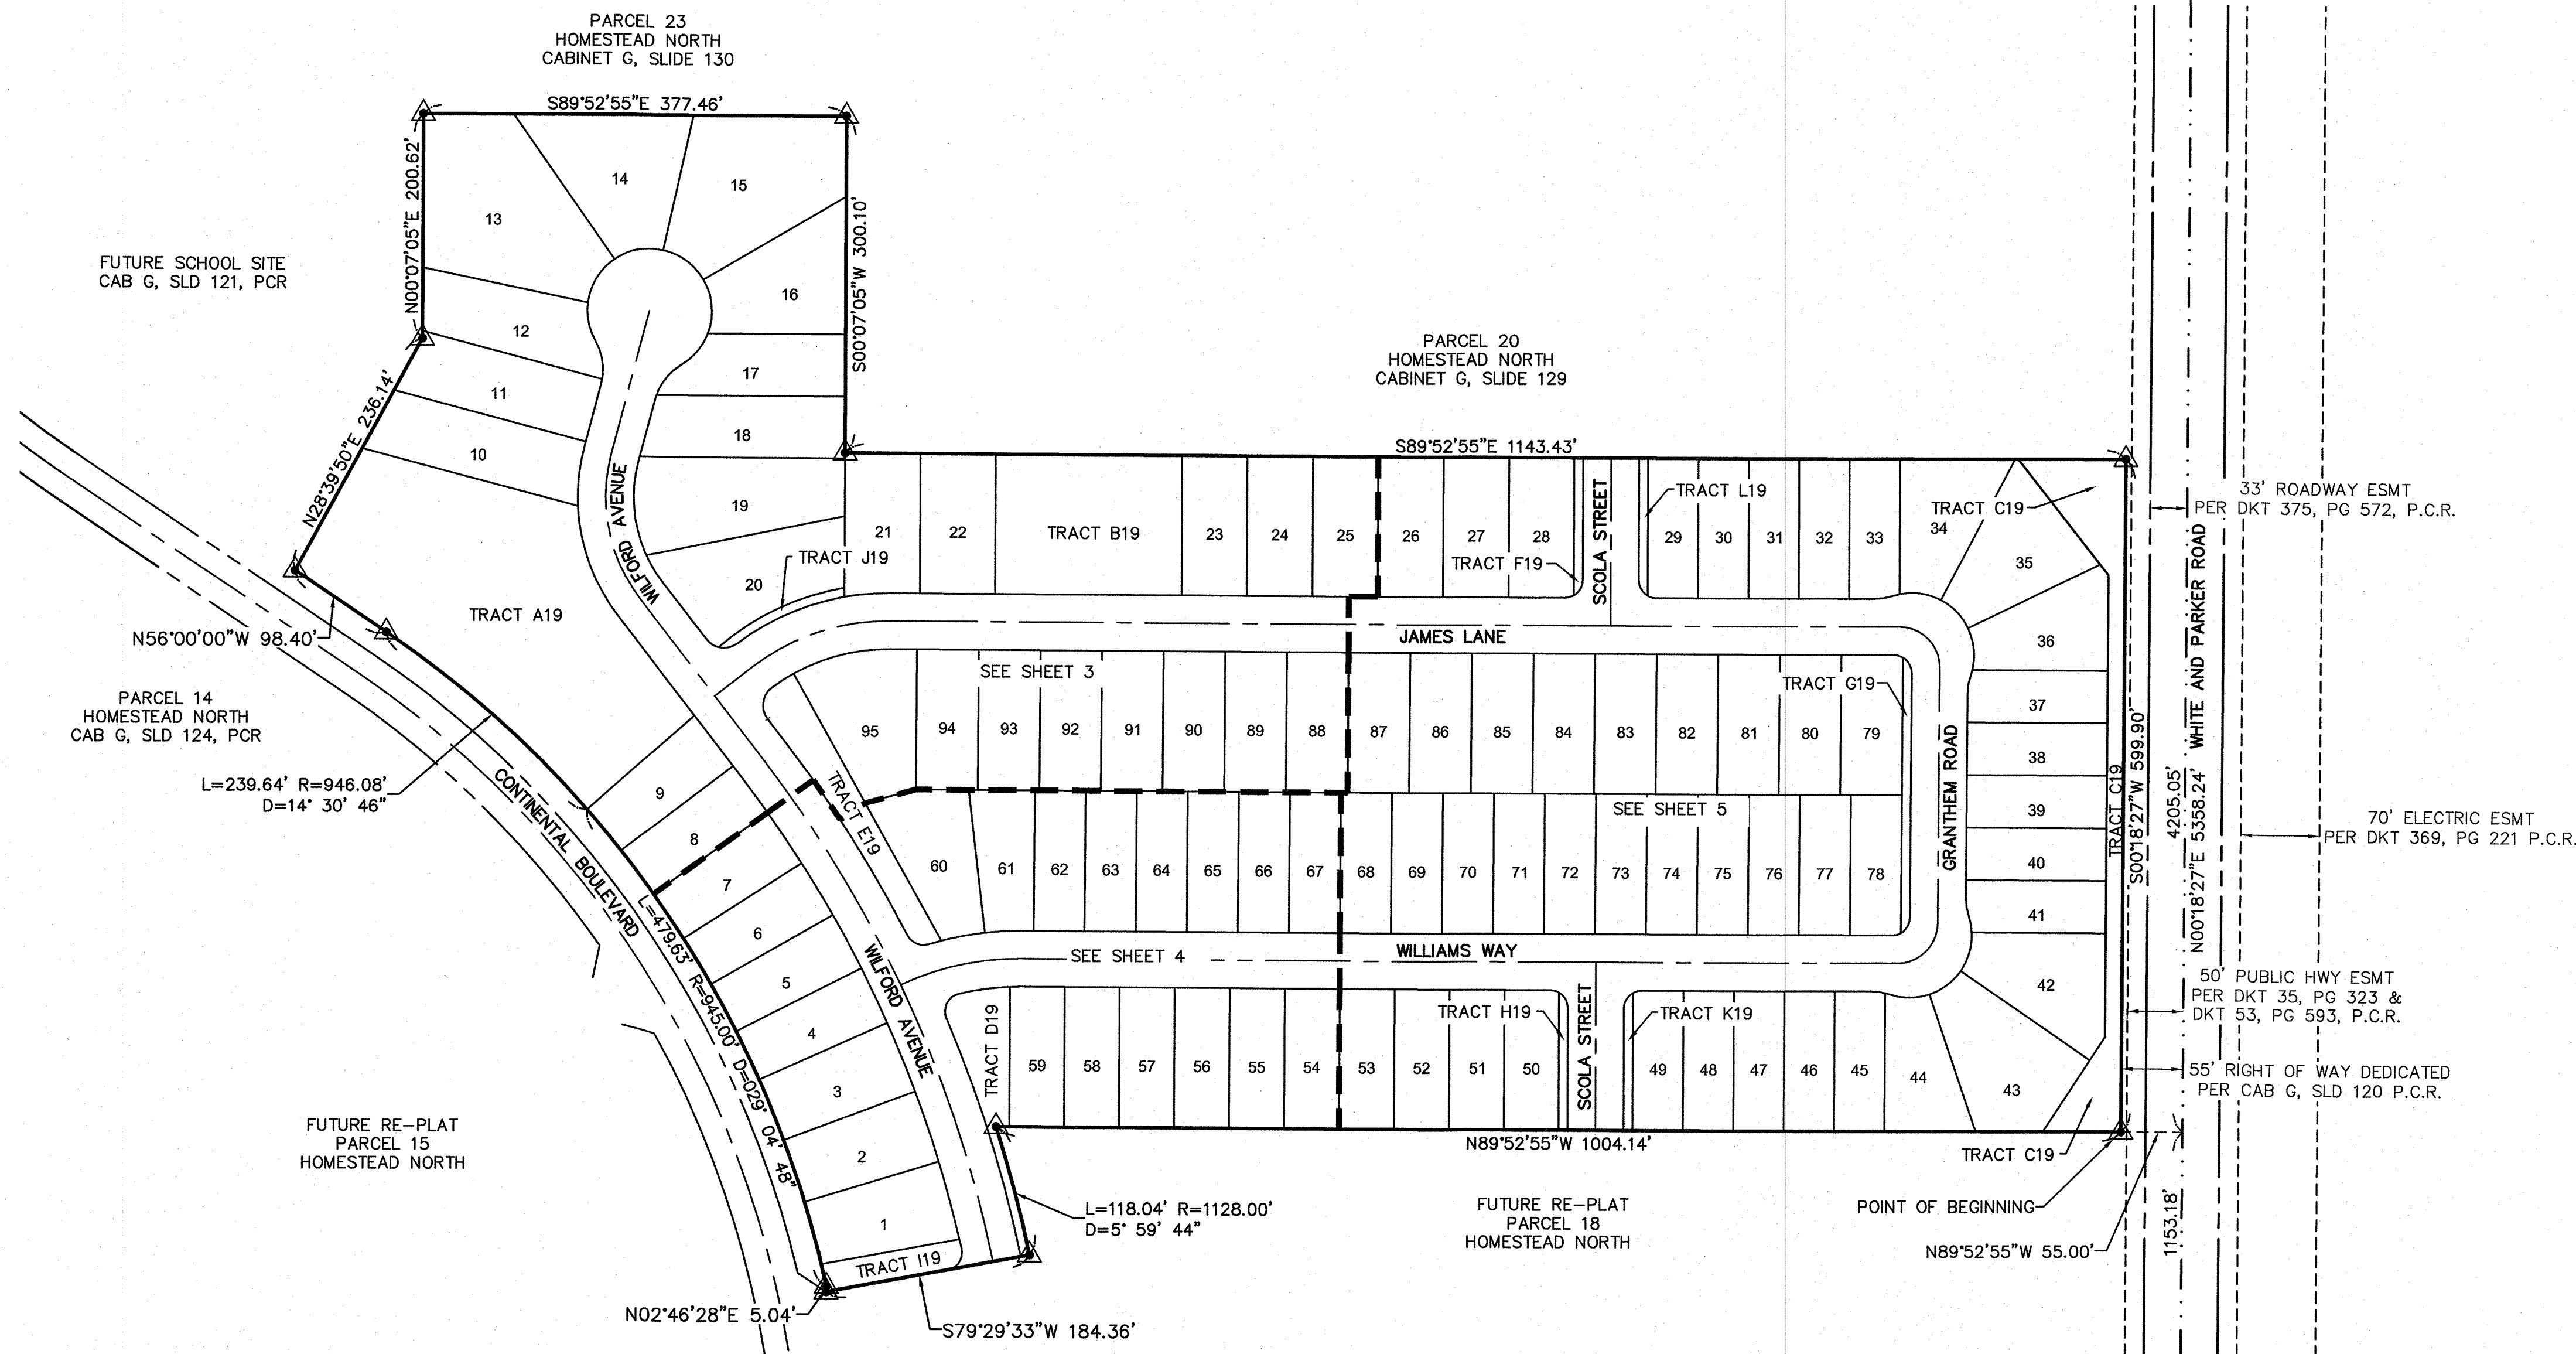 PARCEL 23
HOMESTEAD NORTH
CABINET G, SLIDE 130
S89°52'55"E 377.46'
N00°07'05"E 200.62'
14
15
13
S00°07'05"W 300.10'
FUTURE SCHOOL SITE
CAB G, SLD 121, PCR
16
12
17
11
18
10
N28°39'50"E 236.14'
WILFORD AVENUE
19
20
TRACT J19
TRACT A19
N56°00'00"W 98.40'
PARCEL 14
HOMESTEAD NORTH
CAB G, SLD 124, PCR
L=239.64' R=946.08'
D=14° 30' 46"
CONTINENTAL BOULEVARD
PARCEL 20
HOMESTEAD NORTH
CABINET G, SLIDE 129
S89°52'55"E 1143.43'
21
22
TRACT B19
23
24
25
26
27
28
TRACT F19
SCOLA STREET
TRACT L19
29
30
31
32
33
34
TRACT C19
35
36
37
38
39
40
41
42
43
JAMES LANE
SEE SHEET 3
TRACT G19
95
94
93
92
91
90
89
88
87
86
85
84
83
82
81
80
79
GRANTHEM ROAD
TRACT C19
S00°18'27"W 599.90'
4205.05'
N00°18'27"E 5358.24'
WHITE AND PARKER ROAD
33' ROADWAY ESMT
PER DKT 375, PG 572, P.C.R.
70' ELECTRIC ESMT
PER DKT 369, PG 221 P.C.R.
9
8
7
6
5
4
3
2
1
TRACT E19
SEE SHEET 5
60
61
62
63
64
65
66
67
68
69
70
71
72
73
74
75
76
77
78
SEE SHEET 4
WILLIAMS WAY
WILFORD AVENUE
L=479.63' R=945.00' D=029° 04' 48"
TRACT D19
59
58
57
56
55
54
53
52
51
50
TRACT H19
SCOLA STREET
TRACT K19
49
48
47
46
45
44
50' PUBLIC HWY ESMT
PER DKT 35, PG 323 &
DKT 53, PG 593, P.C.R.
55' RIGHT OF WAY DEDICATED
PER CAB G, SLD 120 P.C.R.
FUTURE RE-PLAT
PARCEL 15
HOMESTEAD NORTH
N89°52'55"W 1004.14'
TRACT C19
POINT OF BEGINNING
N89°52'55"W 55.00'
1153.18'
L=118.04' R=1128.00'
D=5° 59' 44"
FUTURE RE-PLAT
PARCEL 18
HOMESTEAD NORTH
TRACT I19
N02°46'28"E 5.04'
S79°29'33"W 184.36'